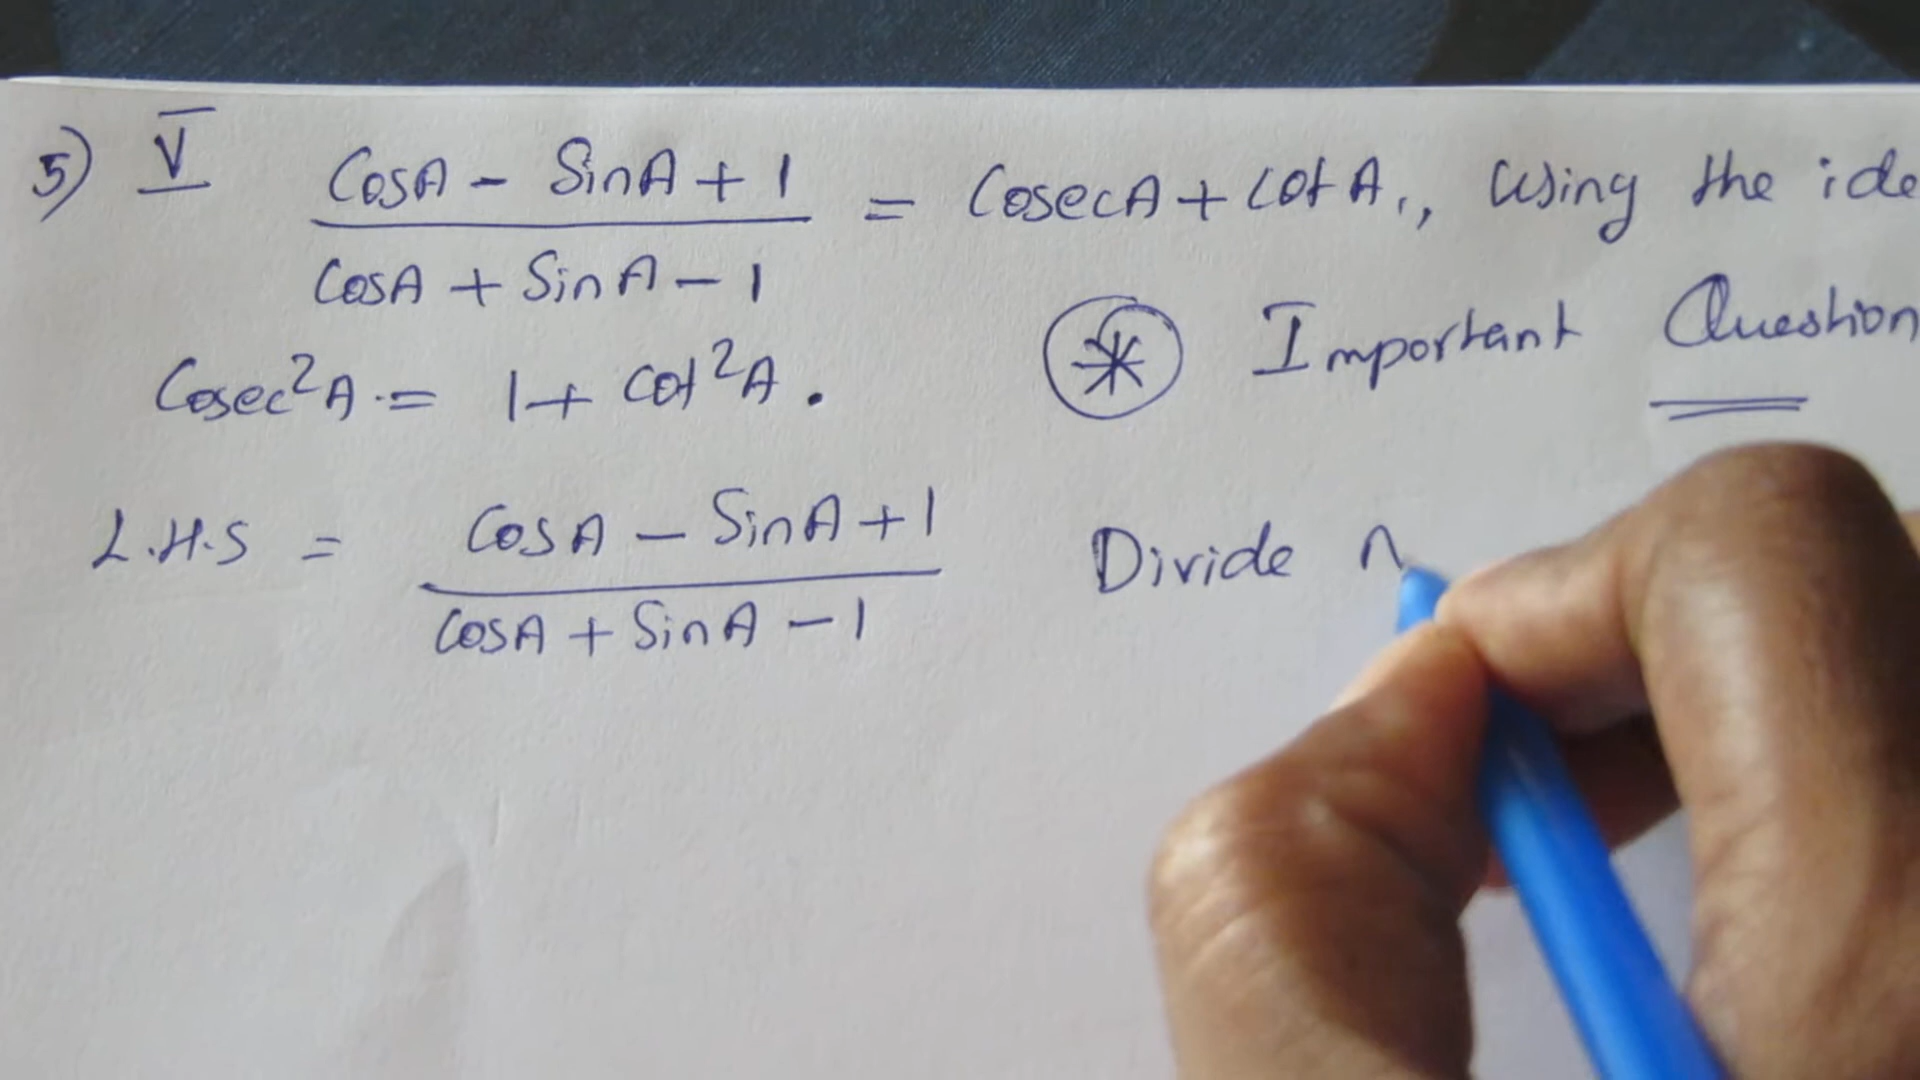 5) V CosA - SinA + 1 = CosecA + cot A ., Using the ide
CosA + SinA - 1
Cosec²A = 1 + Cot²A .
* Important Question
L.H.S = CosA - SinA + 1 Divide
CosA + SinA - 1